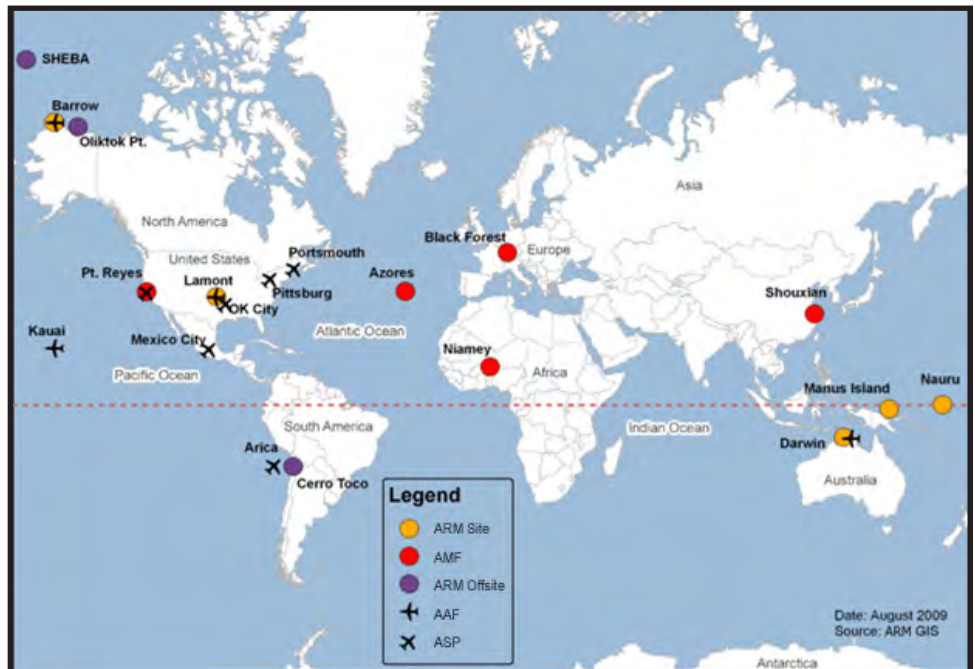 SHEBA
Barrow
Oliktok Pt.
Asia
North America
Black Forest
Europe
Portsmouth
United States
Pt. Reyes
Lamont
Azores
Pittsburg
Shouxian
OK City
Atlantic Ocean
Kauai
Mexico City
Niamey
Africa
Pacific Ocean
Manus Island
Nauru
South America
Indian Ocean
Darwin
Arica
Cerro Toco
Australia
Legend
ARM Site
AMF
ARM Offsite
AAF
ASP
Date: August 2009
Source: ARM GIS
Antarctica